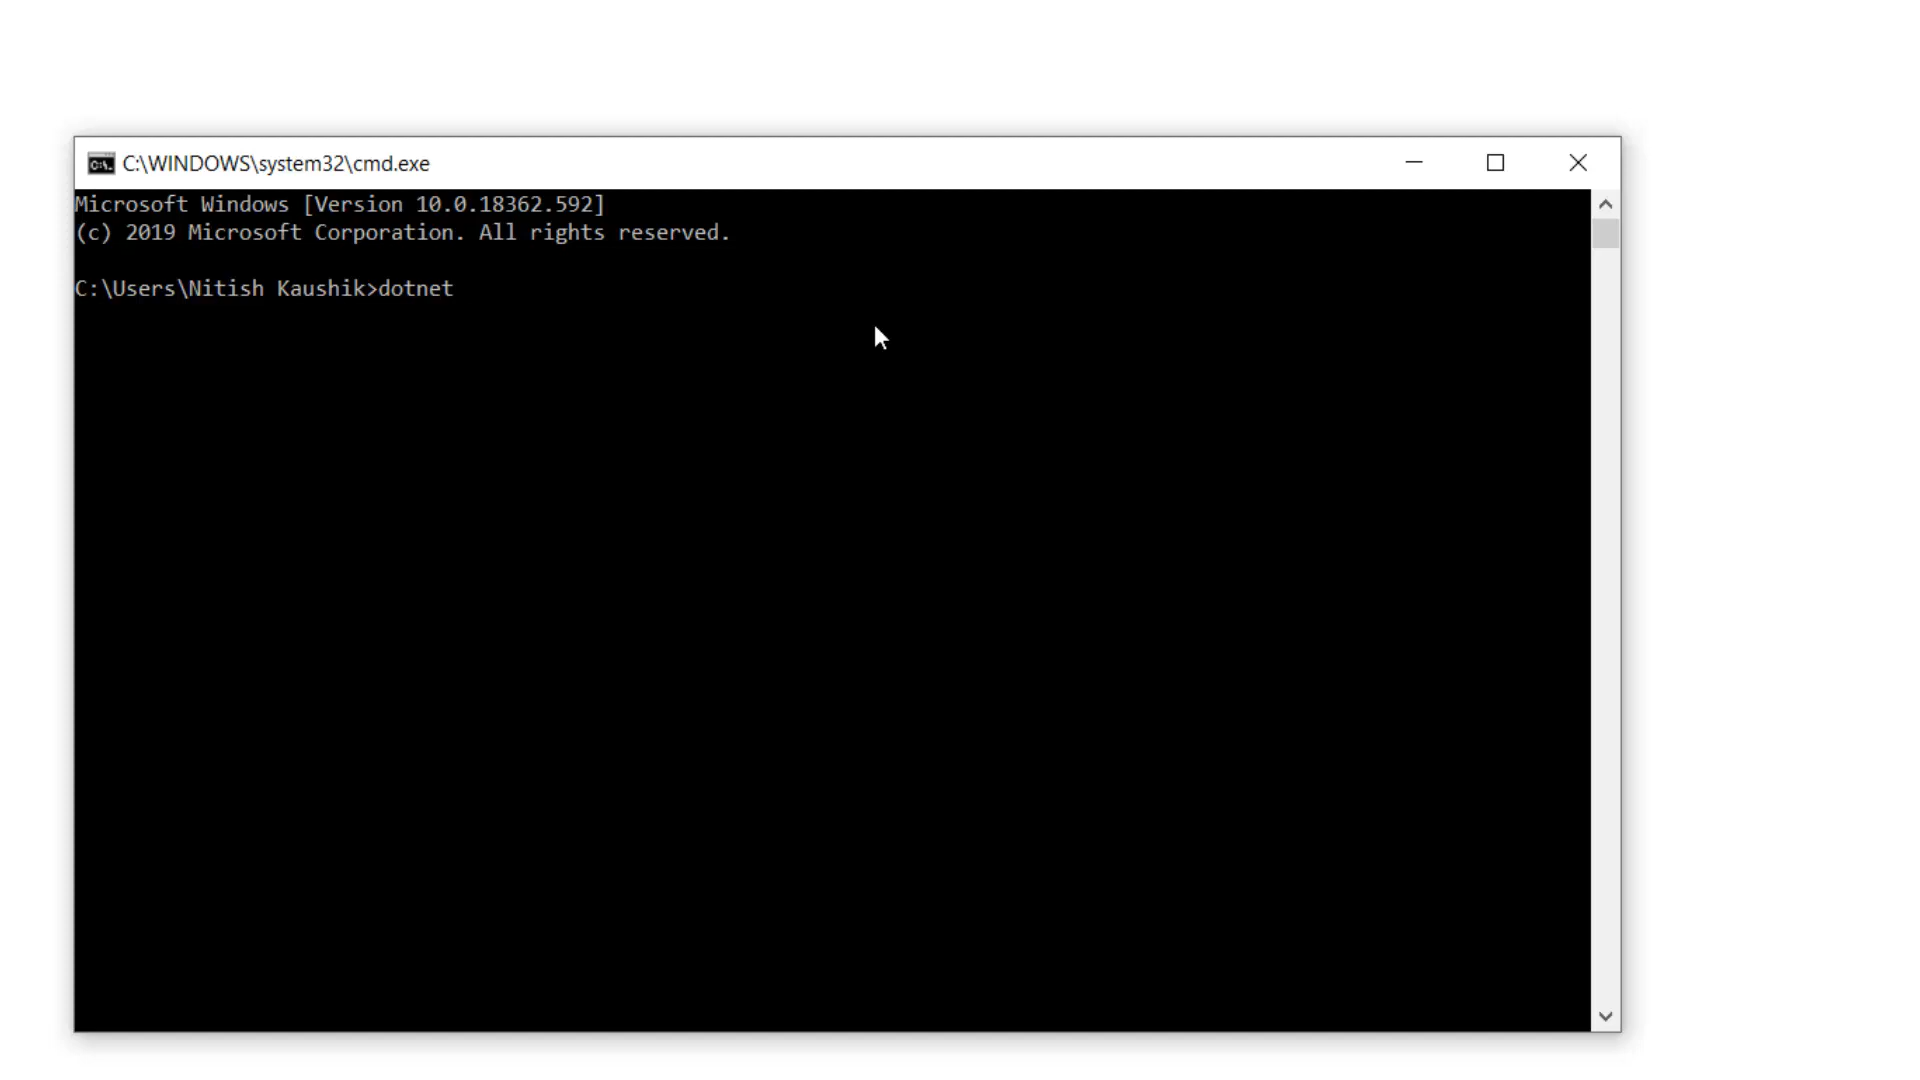 C:\WINDOWS\system32\cmd.exe
Microsoft Windows [Version 10.0.18362.592]
(c) 2019 Microsoft Corporation. All rights reserved.
C:\Users\Nitish Kaushik>dotnet